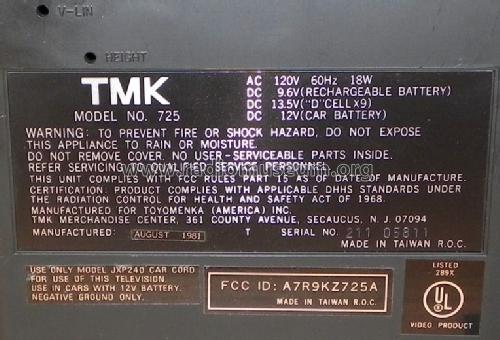 V-LIN
HEIGHT
TMK
MODEL NO. 725
AC 120V 60Hz 18W
DC 9.6V(RECHARGEABLE BATTERY)
DC 13.5V("D"CELLX9)
DC 12V(CAR BATTERY)
WARNING: TO PREVENT FIRE OR SHOCK HAZARD, DO NOT EXPOSE
THIS APPLIANCE TO RAIN OR MOISTURE.
DO NOT REMOVE COVER. NO USER-SERVICEABLE PARTS INSIDE.
REFER SERVICING TO QUALIFIED SERVICE PERSONNEL.
THIS UNIT COMPLIES WITH FCC RULES PART 15 AS OF DATE OF MANUFACTURE.
CERTIFICATION: PRODUCT COMPLIES WITH APPLICABLE DHHS STANDARDS UNDER
THE RADIATION CONTROL FOR HEALTH AND SAFETY ACT OF 1968.
MANUFACTURED FOR TOYOMENKA (AMERICA) INC.
TMK MERCHANDISE CENTER, 361 COUNTY AVENUE, SECAUCUS, N.J. 07094
MANUFACTURED: AUGUST 1981 T SERIAL NO. 211 05811
MADE IN TAIWAN R.O.C.
USE ONLY MODEL JXP240 CAR CORD
FOR USE OF THIS TELEVISION
USE IN CARS WITH 12V BATTERY.
NEGATIVE GROUND ONLY.
FCC ID: A7R9KZ725A
MADE IN TAIWAN R.O.C.
LISTED
289X
UL
VIDEO PRODUCT